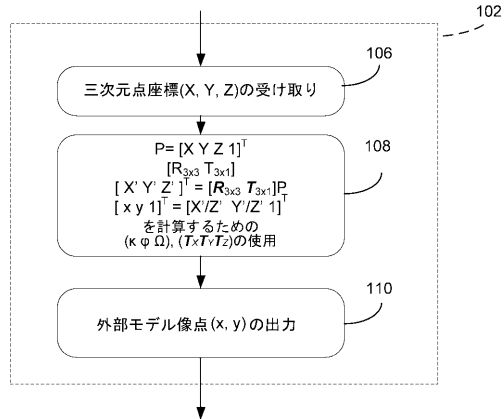 102
106
三次元点座標(X, Y, Z)の受け取り
108
P= [X Y Z 1]ᵀ
[R₃ₓ₃ T₃ₓ₁]
[ X' Y' Z' ]ᵀ = [R₃ₓ₃ T₃ₓ₁]P
[ x y 1]ᵀ = [X'/Z' Y'/Z' 1]ᵀ
を計算するための
(κ φ Ω), (TXTYTZ)の使用
110
外部モデル像点(x, y)の出力